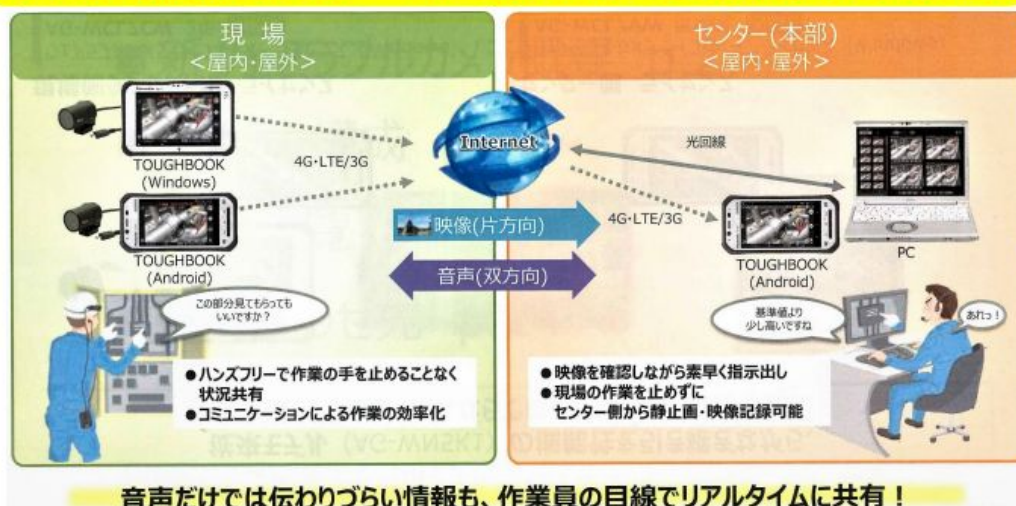 現 場
<屋内・屋外>
センター(本部)
<屋内・屋外>
Internet
光回線
4G・LTE/3G
TOUGHBOOK
(Windows)
4G・LTE/3G
映像(片方向)
TOUGHBOOK
(Android)
音声(双方向)
TOUGHBOOK
(Android)
PC
この部分見てもらっても
いいですか？
基準値より
少し高いですね
あれっ！
●ハンズフリーで作業の手を止めることなく
状況共有
●コミュニケーションによる作業の効率化
●映像を確認しながら素早く指示出し
●現場の作業を止めずに
センター側から静止画・映像記録可能
音声だけでは伝わりづらい情報も、作業員の目線でリアルタイムに共有！